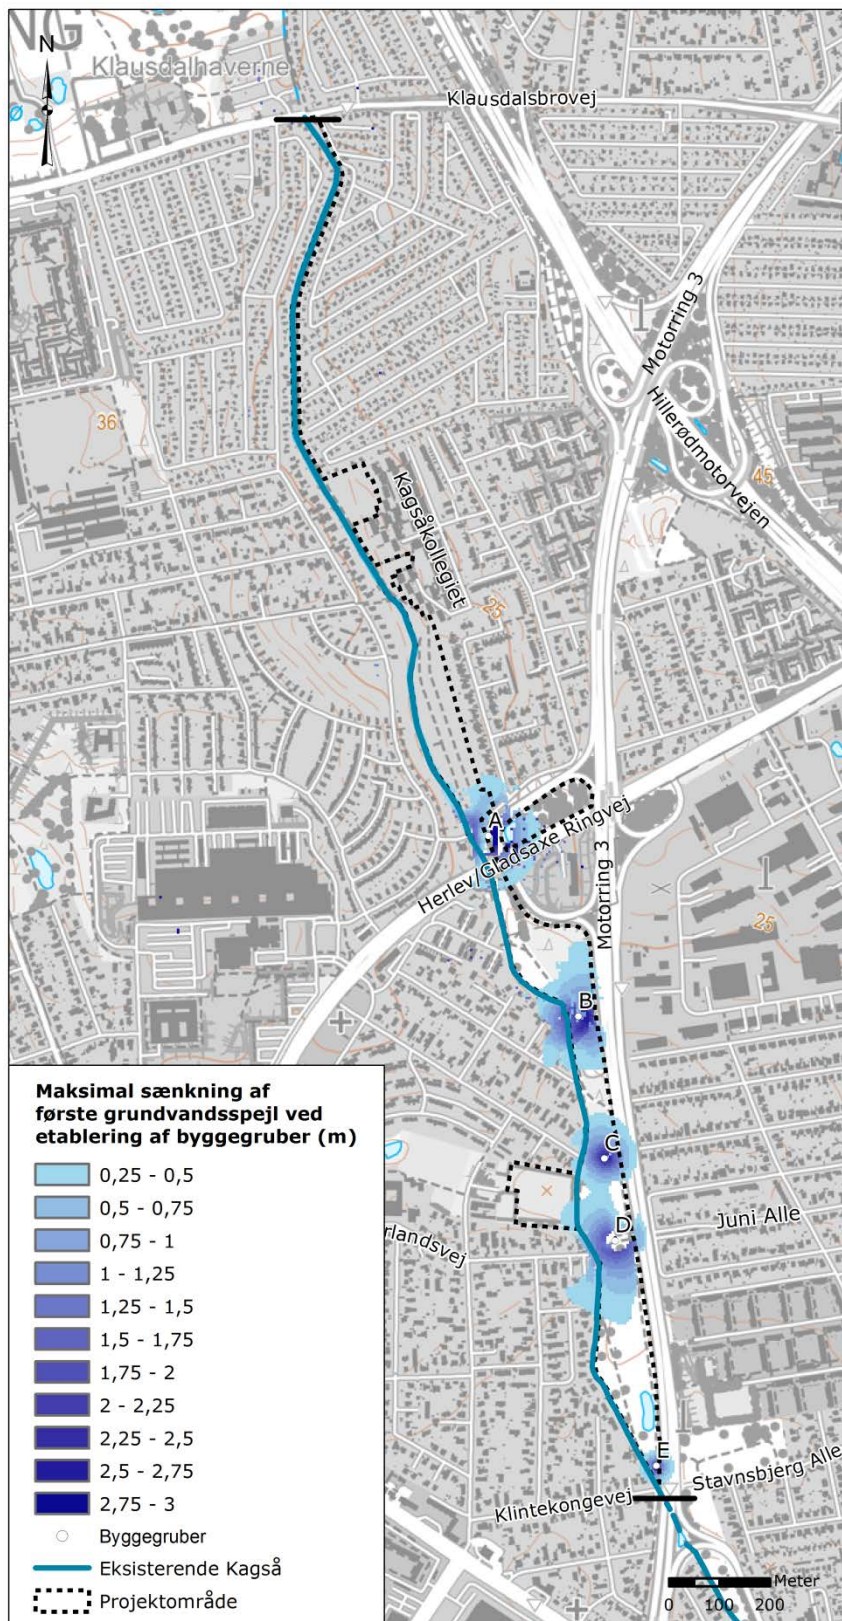 NG
Klausdalhaverne
N
Klausdalsbrovej
Motorring 3
Hillerødmotorvejen
36
45
Kagsåkollegiet
25
A
Herlev/Gladsaxe Ringvej
Motorring 3
25
B
C
D
Juni Alle
rlandsvej
E
Stavnsbjerg Alle
Klintekongevej
Maksimal sænkning af
første grundvandsspejl ved
etablering af byggegruber (m)
0,25 - 0,5
0,5 - 0,75
0,75 - 1
1 - 1,25
1,25 - 1,5
1,5 - 1,75
1,75 - 2
2 - 2,25
2,25 - 2,5
2,5 - 2,75
2,75 - 3
Byggegruber
Eksisterende Kagså
Projektområde
Meter
0 100 200